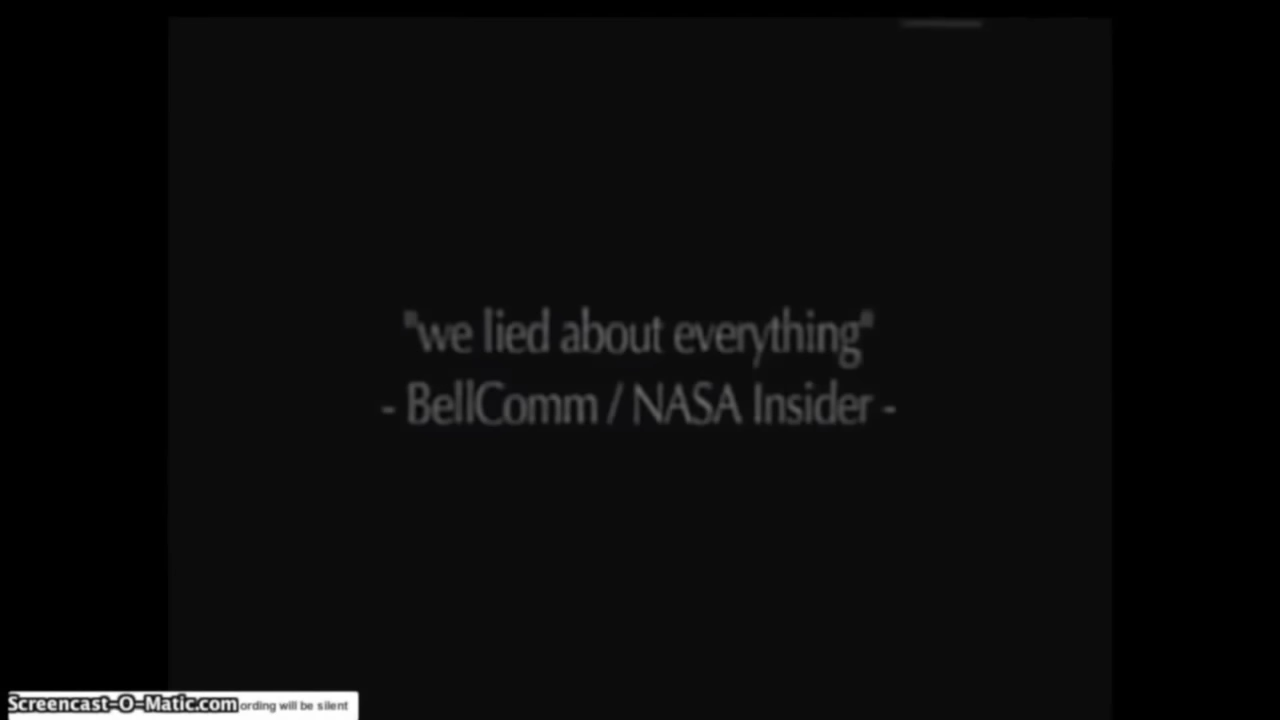 "we lied about everything"
- BellComm / NASA Insider -
Screencast-O-Matic.com ording will be silent